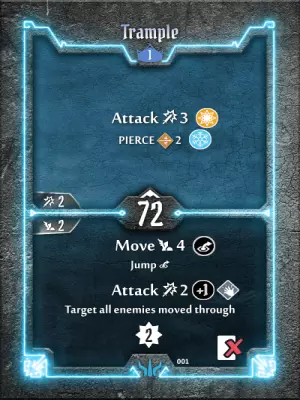 Trample
1
Attack 3
PIERCE 2
2
72
2
Move 4
Jump
Attack 2 +1
Target all enemies moved through
2
001